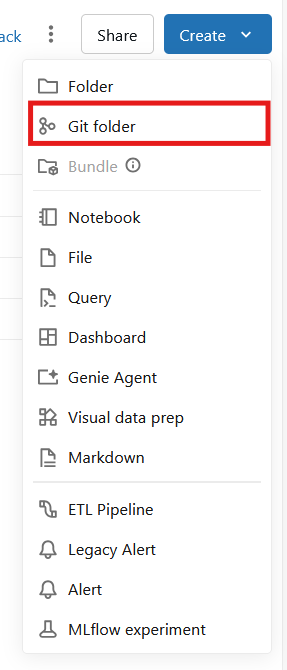 ack
Share
Create
Folder
Git folder
Bundle
Notebook
File
Query
Dashboard
Genie Agent
Visual data prep
Markdown
ETL Pipeline
Legacy Alert
Alert
MLflow experiment